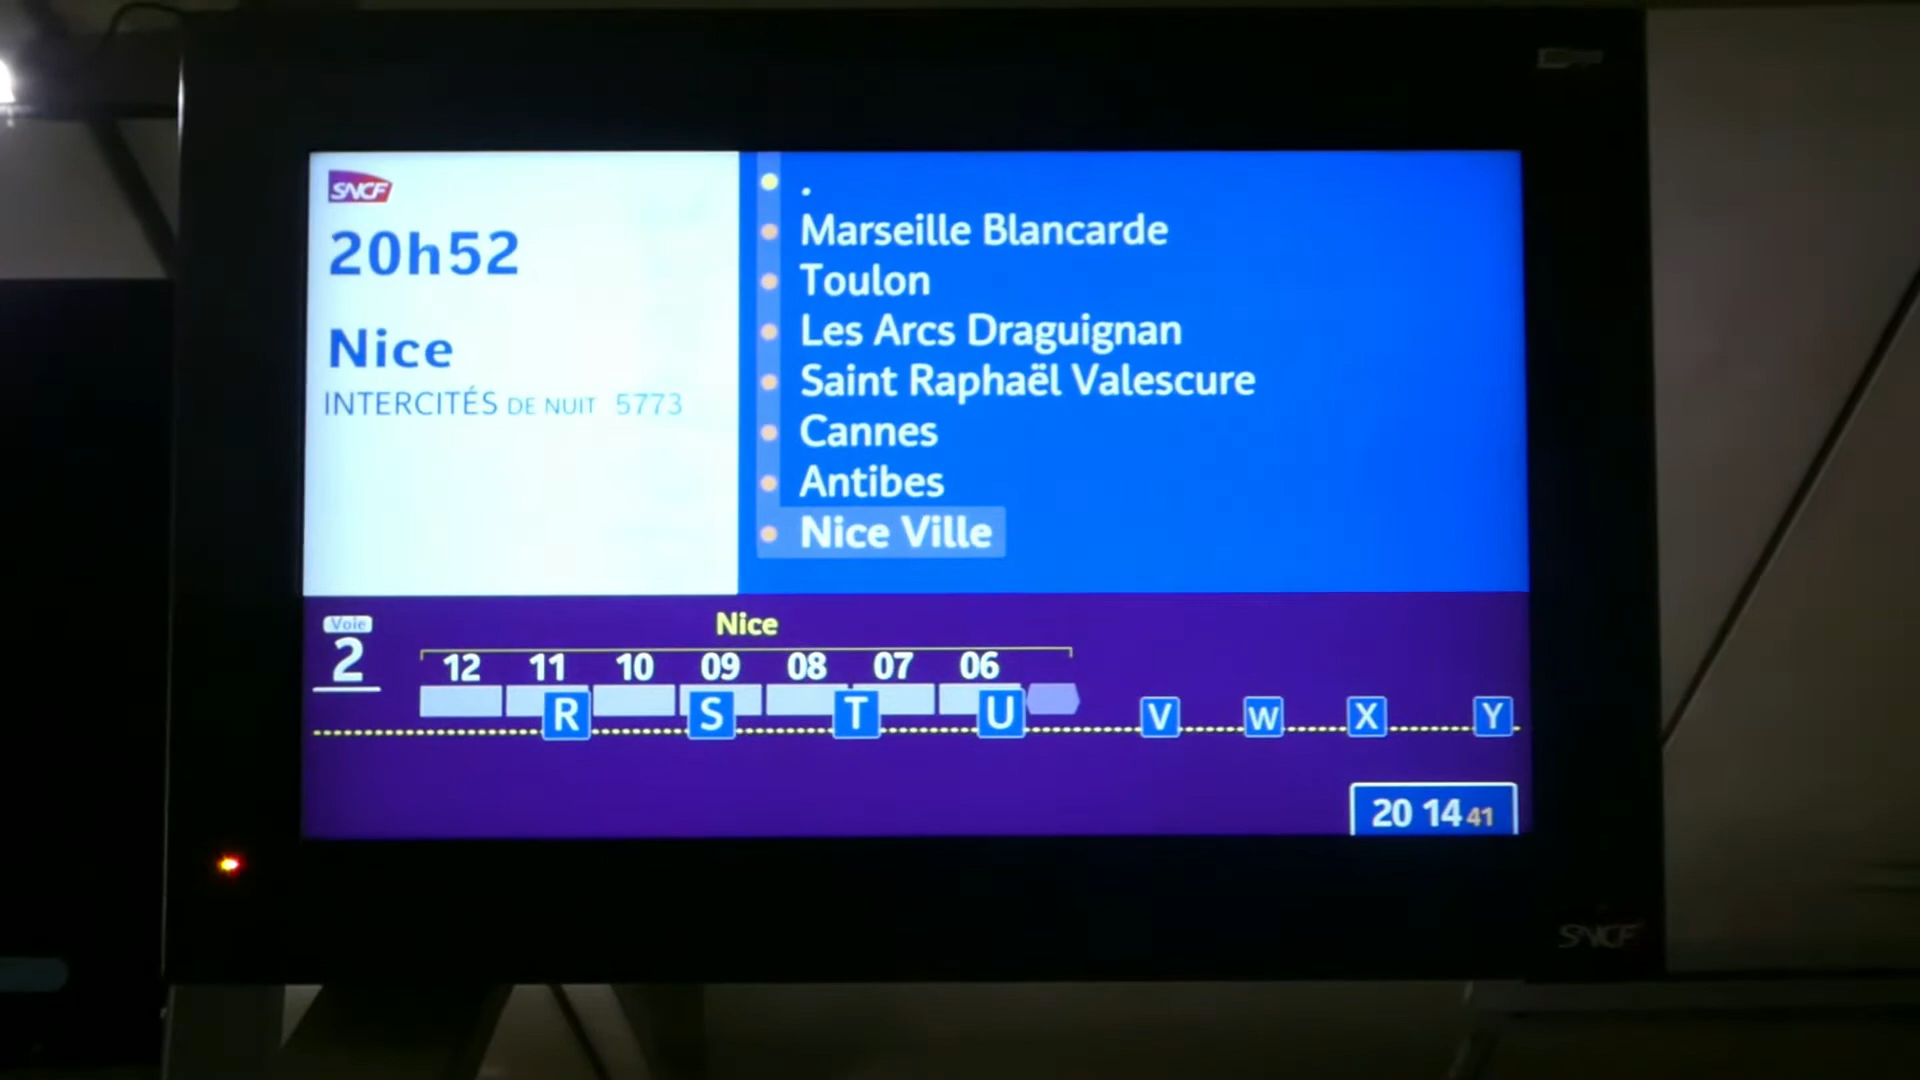 SNCF
20h52
Nice
INTERCITÉS DE NUIT 5773
.
Marseille Blancarde
Toulon
Les Arcs Draguignan
Saint Raphaël Valescure
Cannes
Antibes
Nice Ville
Voie
2
Nice
12 11 10 09 08 07 06
R S T U V W X Y
20 14 41
SNCF